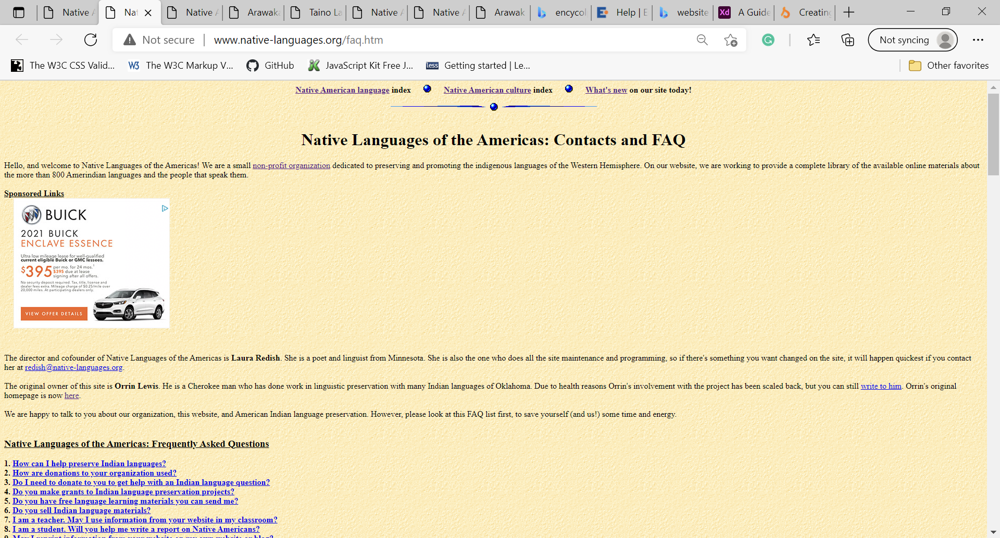 Native A
Nat
Native A
Arawaka
Taino La
Native A
Native A
Arawak
encycol
Help | E
website
Xd
A Guide
Creating
Not secure
www.native-languages.org/faq.htm
G
Not syncing
The W3C CSS Valid...
W3
The W3C Markup V...
GitHub
JavaScript Kit Free J...
less
Getting started | Le...
Other favorites
Native American language index
Native American culture index
What's new on our site today!
Native Languages of the Americas: Contacts and FAQ
Hello, and welcome to Native Languages of the Americas! We are a small non-profit organization dedicated to preserving and promoting the indigenous languages of the Western Hemisphere. On our website, we are working to provide a complete library of the available online materials about
the more than 800 Amerindian languages and the people that speak them.
Sponsored Links
BUICK
2021 BUICK
ENCLAVE ESSENCE
Ultra low mileage lease for well-qualified
current eligible Buick or GMC lessees.
$395 per mo. for 24 mos.¹
$395 due at lease
signing after all offers.
No security deposit required. Tax, title, license and
dealer fees extra. Mileage charge of $0.25/mile over
20,000 miles. At participating dealers only.
VIEW OFFER DETAILS
The director and cofounder of Native Languages of the Americas is Laura Redish. She is a poet and linguist from Minnesota. She is also the one who does all the site maintenance and programming, so if there's something you want changed on the site, it will happen quickest if you contact
her at redish@native-languages.org.
The original owner of this site is Orrin Lewis. He is a Cherokee man who has done work in linguistic preservation with many Indian languages of Oklahoma. Due to health reasons Orrin's involvement with the project has been scaled back, but you can still write to him. Orrin's original
homepage is now here.
We are happy to talk to you about our organization, this website, and American Indian language preservation. However, please look at this FAQ list first, to save yourself (and us!) some time and energy.
Native Languages of the Americas: Frequently Asked Questions
1. How can I help preserve Indian languages?
2. How are donations to your organization used?
3. Do I need to donate to you to get help with an Indian language question?
4. Do you make grants to Indian language preservation projects?
5. Do you have free language learning materials you can send me?
6. Do you sell Indian language materials?
7. I am a teacher. May I use information from your website in my classroom?
8. I am a student. Will you help me write a report on Native Americans?
9. May I reprint information from your website on my own website or blog?